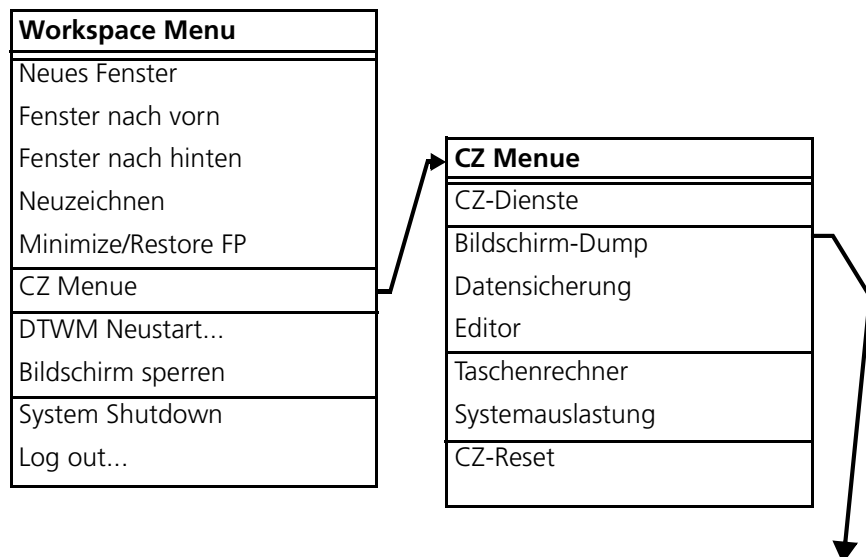 Workspace Menu
Neues Fenster
Fenster nach vorn
Fenster nach hinten
Neuzeichnen
Minimize/Restore FP
CZ Menue
DTWM Neustart...
Bildschirm sperren
System Shutdown
Log out...
CZ Menue
CZ-Dienste
Bildschirm-Dump
Datensicherung
Editor
Taschenrechner
Systemauslastung
CZ-Reset